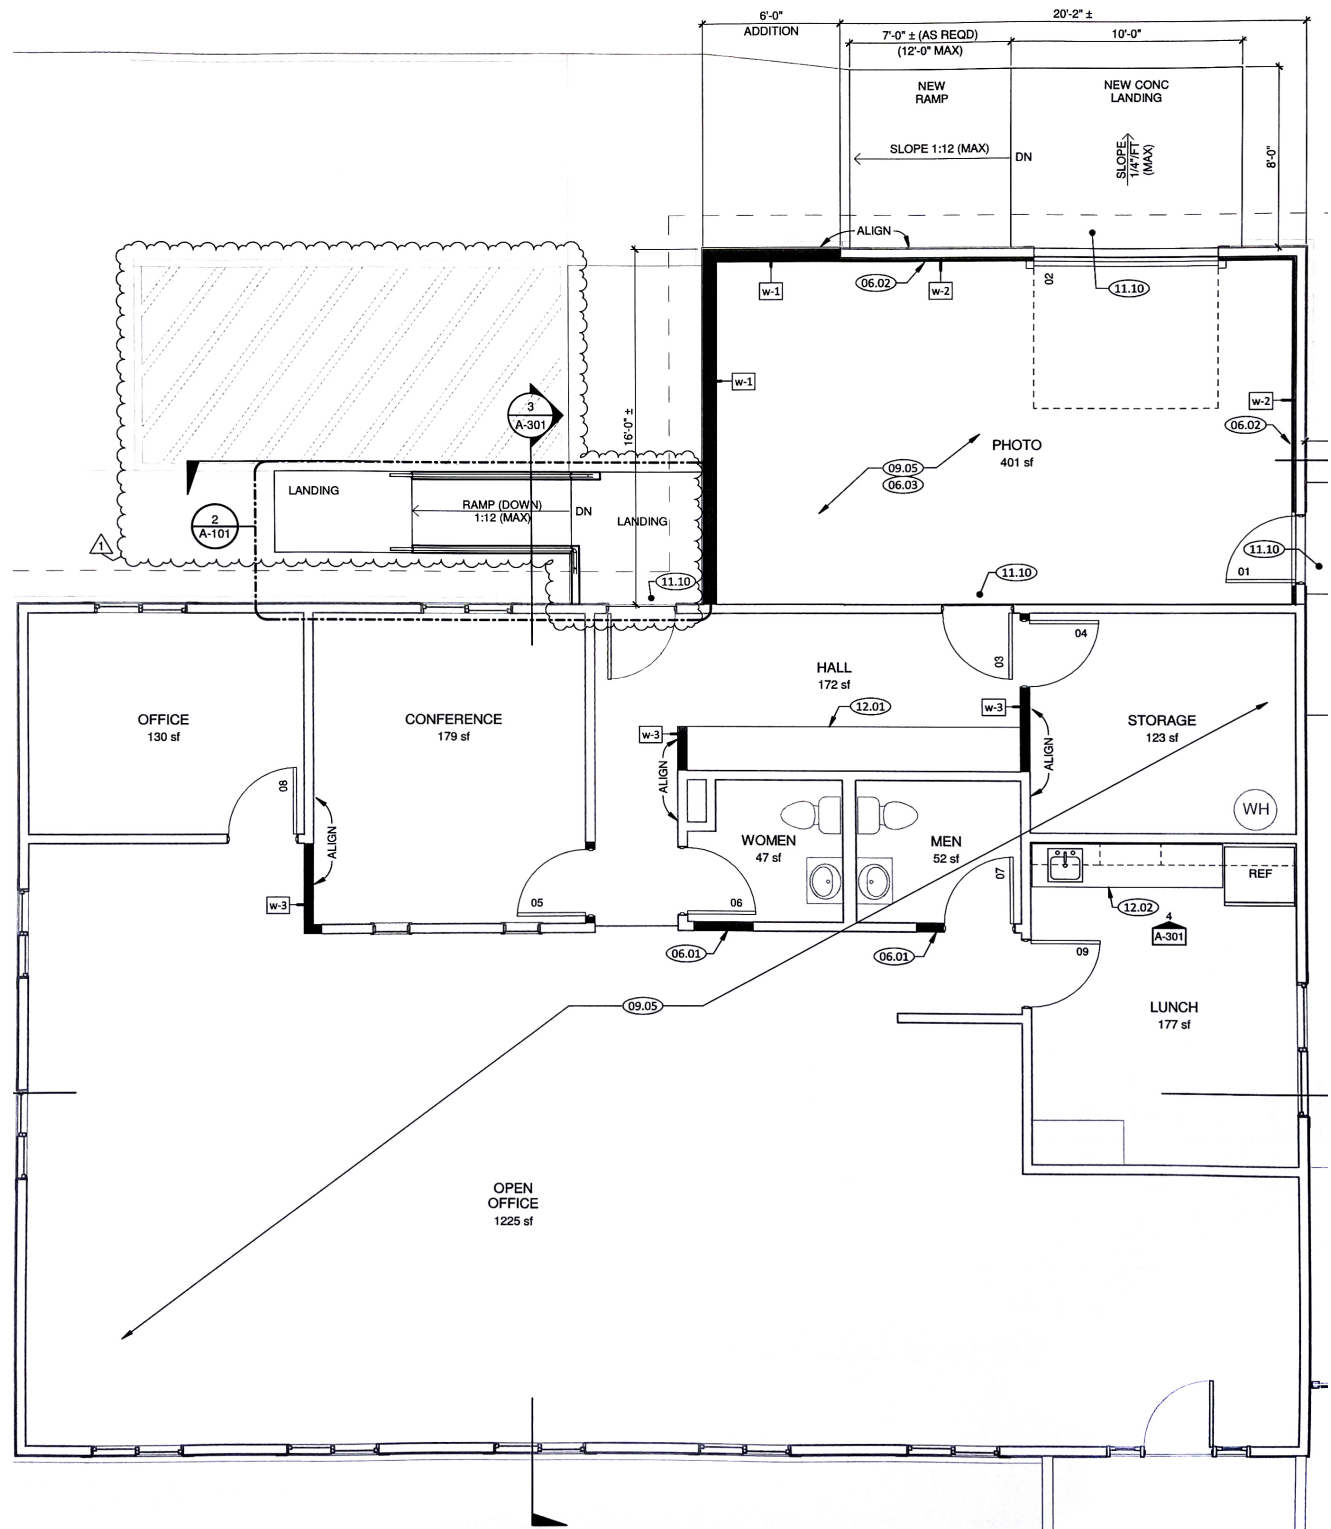 6'-0"
ADDITION
20'-2" ±
7'-0" ± (AS REQD)
(12'-0" MAX)
10'-0"
NEW
RAMP
NEW CONC
LANDING
SLOPE 1:12 (MAX)
DN
SLOPE
1/4"/FT
(MAX)
8'-0"
ALIGN
w-1
06.02
w-2
02
11.10
w-1
w-2
06.02
3
A-301
16'-0" ±
PHOTO
401 sf
09.05
06.03
LANDING
RAMP (DOWN)
1:12 (MAX)
DN
LANDING
2
A-101
1
11.10
11.10
11.10
01
03
04
HALL
172 sf
12.01
w-3
w-3
ALIGN
ALIGN
OFFICE
130 sf
CONFERENCE
179 sf
STORAGE
123 sf
08
ALIGN
WH
WOMEN
47 sf
MEN
52 sf
07
REF
w-3
05
06
12.02
4
A-301
06.01
06.01
09
09.05
LUNCH
177 sf
OPEN
OFFICE
1225 sf